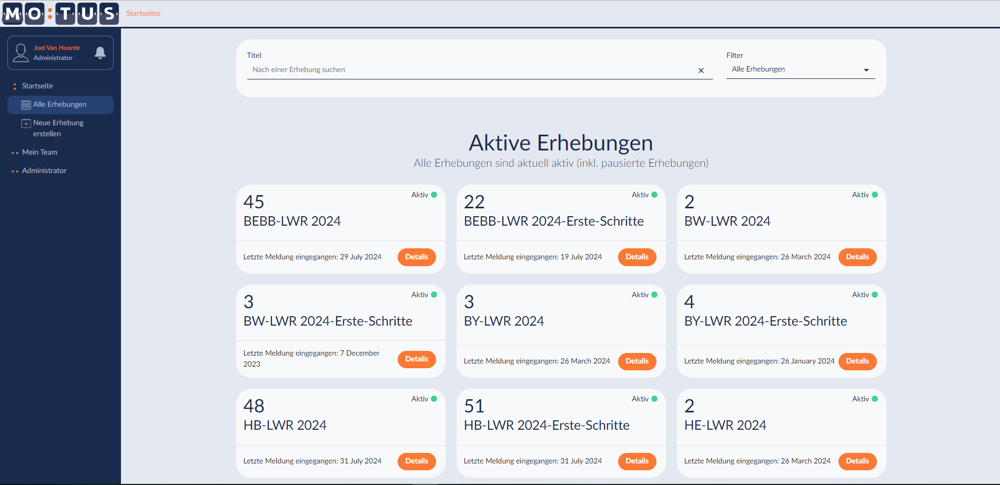 MO:TUS
Startseites
Joel Van Hoorde
Administrator
Startseite
Alle Erhebungen
Neue Erhebung
erstellen
Mein Team
Administrator
Titel
Nach einer Erhebung suchen
Filter
Alle Erhebungen
Aktive Erhebungen
Alle Erhebungen sind aktuell aktiv (inkl. pausierte Erhebungen)
Aktiv
45
BEBB-LWR 2024
Letzte Meldung eingegangen: 29 July 2024
Details
Aktiv
22
BEBB-LWR 2024-Erste-Schritte
Letzte Meldung eingegangen: 19 July 2024
Details
Aktiv
2
BW-LWR 2024
Letzte Meldung eingegangen: 26 March 2024
Details
Aktiv
3
BW-LWR 2024-Erste-Schritte
Letzte Meldung eingegangen: 7 December
2023
Details
Aktiv
3
BY-LWR 2024
Letzte Meldung eingegangen: 26 March 2024
Details
Aktiv
4
BY-LWR 2024-Erste-Schritte
Letzte Meldung eingegangen: 26 January 2024
Details
Aktiv
48
HB-LWR 2024
Letzte Meldung eingegangen: 31 July 2024
Details
Aktiv
51
HB-LWR 2024-Erste-Schritte
Letzte Meldung eingegangen: 31 July 2024
Details
Aktiv
2
HE-LWR 2024
Letzte Meldung eingegangen: 26 March 2024
Details